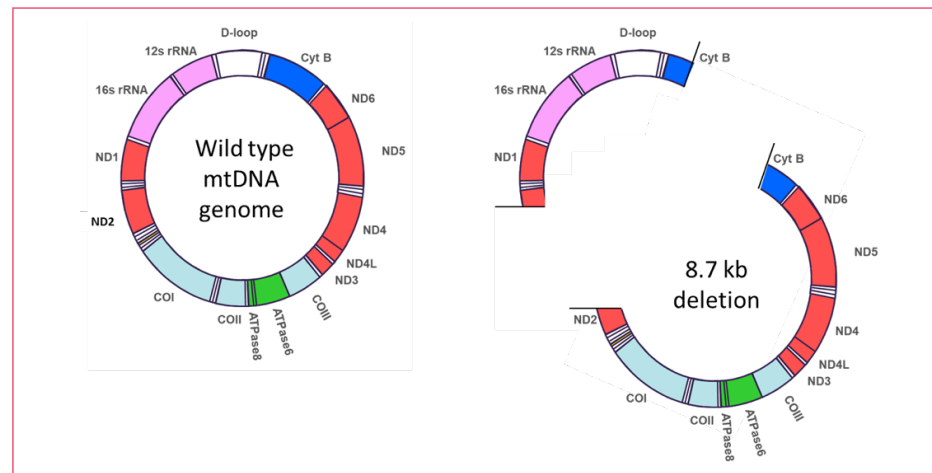 D-loop
12s rRNA
Cyt B
16s rRNA
ND6
ND1
ND5
Wild type
mtDNA
genome
ND2
ND4
ND4L
ND3
COI
COII
ATPase8
ATPase6
COIII
D-loop
12s rRNA
Cyt B
16s rRNA
ND1
Cyt B
ND6
ND5
8.7 kb
deletion
ND2
ND4
ND4L
ND3
COI
COII
ATPase8
ATPase6
COIII